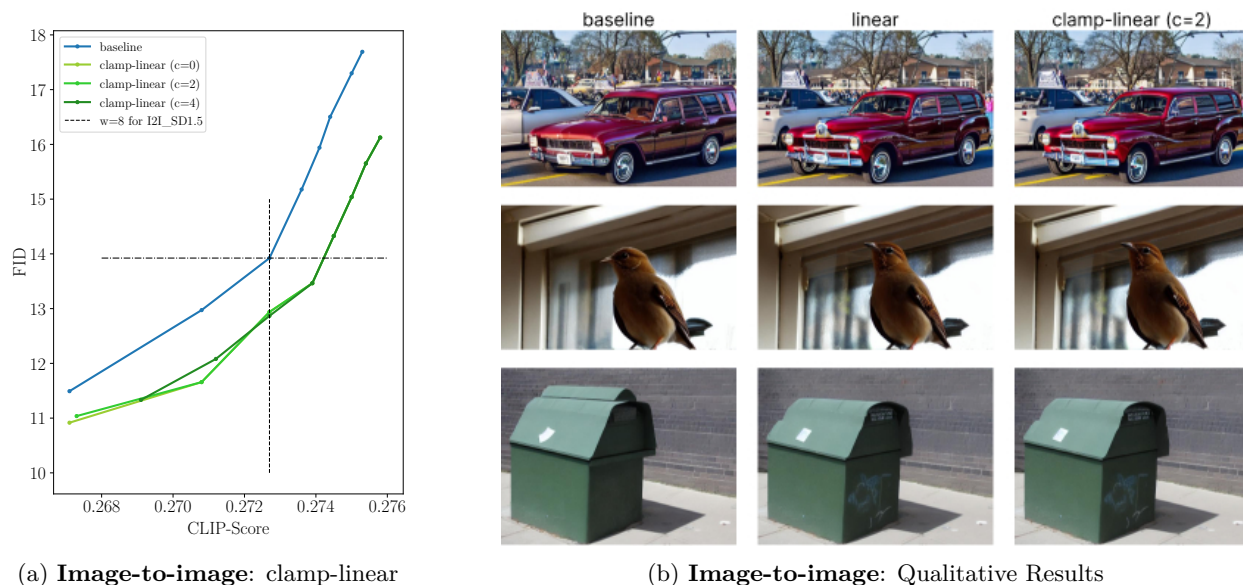 baseline
linear
clamp-linear (c=2)
18
17
16
15
14
13
12
11
10
FID
baseline
clamp-linear (c=0)
clamp-linear (c=2)
clamp-linear (c=4)
w=8 for I2I_SD1.5
0.268
0.270
0.272
0.274
0.276
CLIP-Score
(a) Image-to-image: clamp-linear
(b) Image-to-image: Qualitative Results